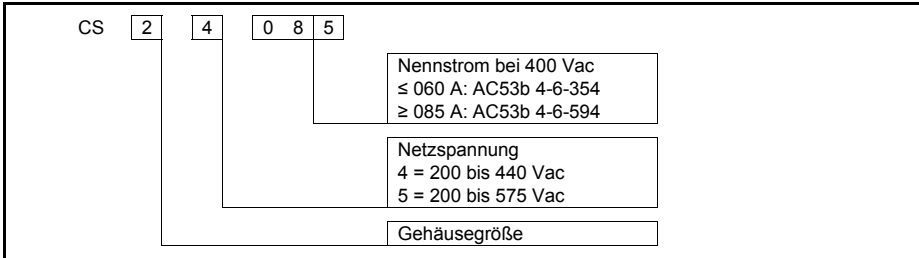 CS 2 4 0 8 5
Nennstrom bei 400 Vac
≤ 060 A: AC53b 4-6-354
≥ 085 A: AC53b 4-6-594
Netzspannung
4 = 200 bis 440 Vac
5 = 200 bis 575 Vac
Gehäusegröße